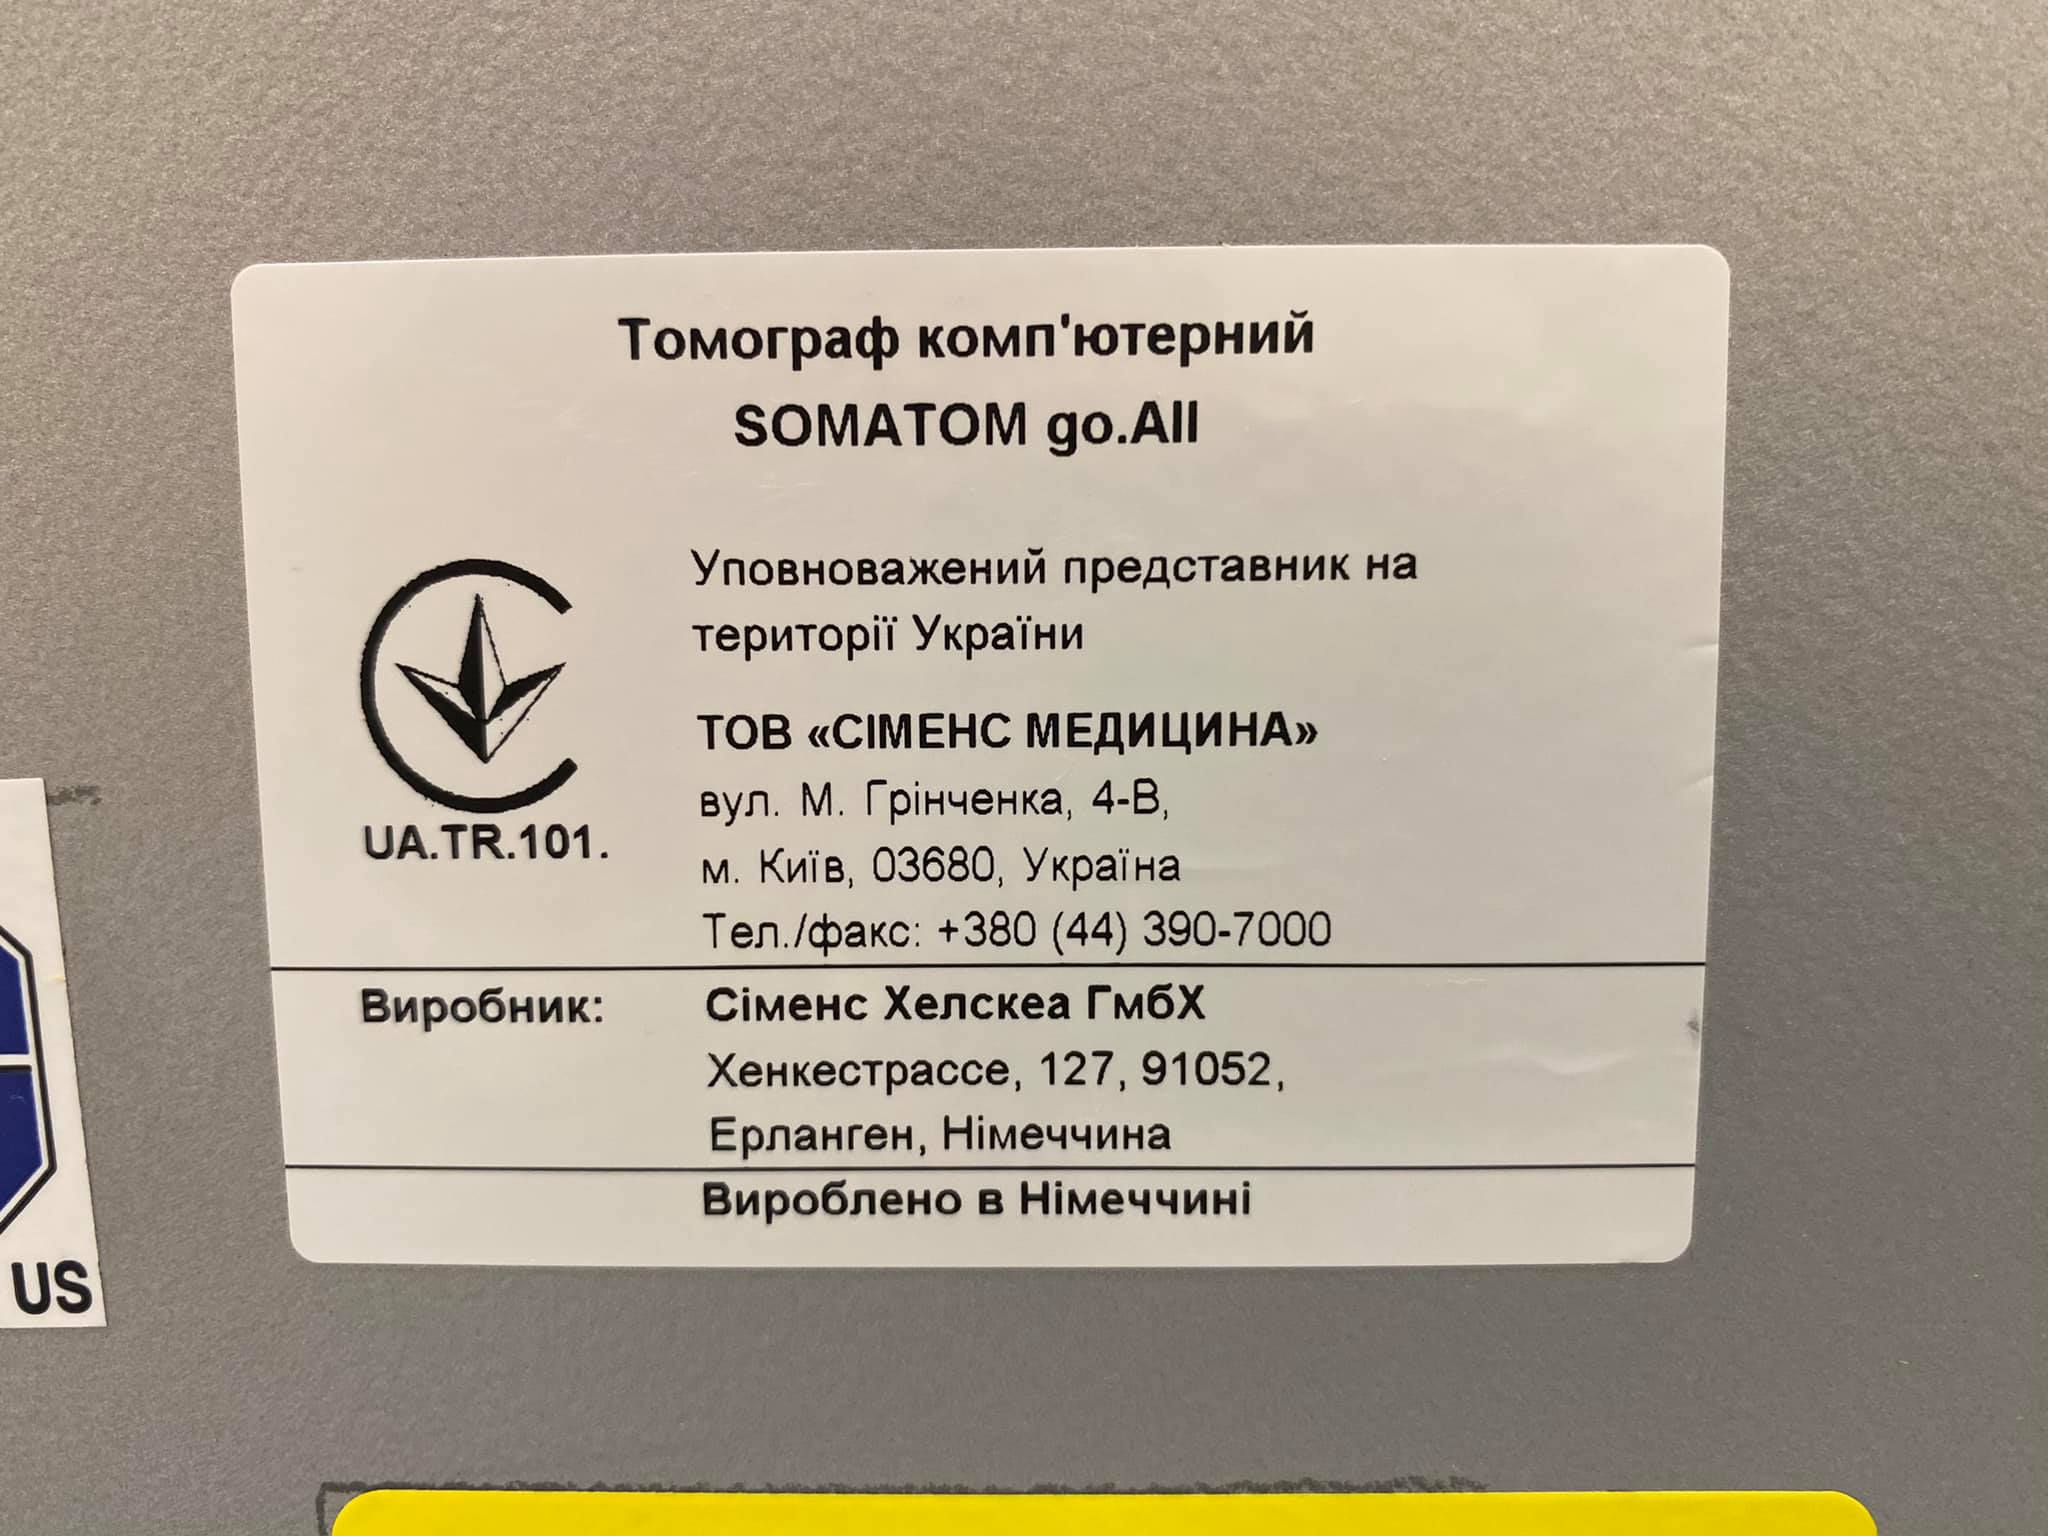 Томограф комп'ютерний
SOMATOM go.All
Уповноважений представник на
території України
ТОВ «СІМЕНС МЕДИЦИНА»
вул. М. Грінченка, 4-В,
м. Київ, 03680, Україна
Тел./факс: +380 (44) 390-7000
UA.TR.101.
Виробник: Сіменс Хелскеа ГмбХ
Хенкестрассе, 127, 91052,
Ерланген, Німеччина
Вироблено в Німеччині
US